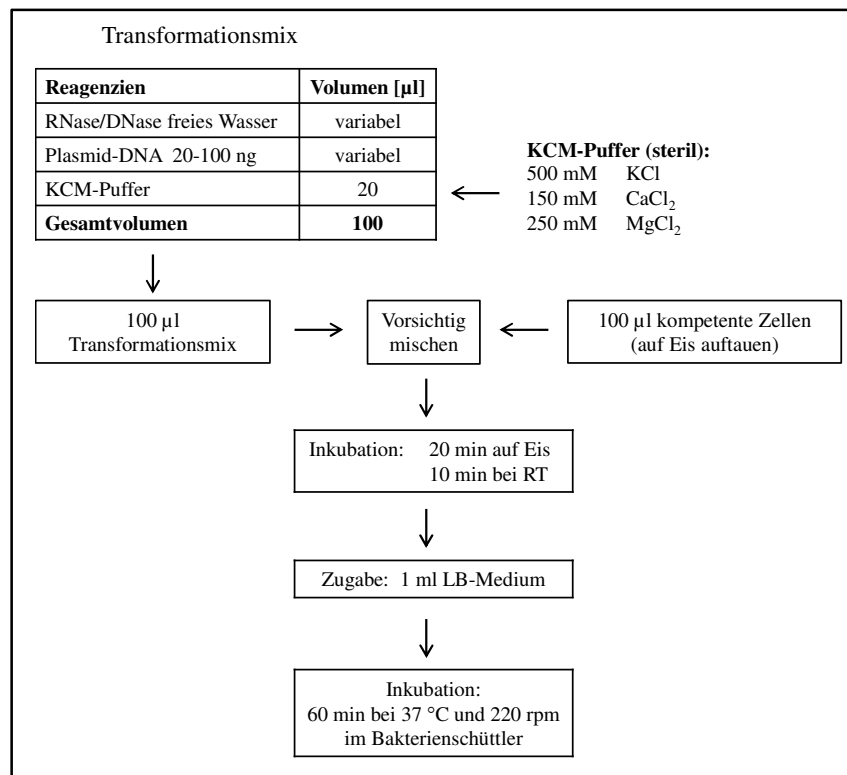 Transformationsmix
Reagenzien Volumen [µl]
RNase/DNase freies Wasser variabel
Plasmid-DNA 20-100 ng variabel
KCM-Puffer 20
Gesamtvolumen 100
KCM-Puffer (steril):
500 mM KCl
150 mM CaCl₂
250 mM MgCl₂
100 µl
Transformationsmix
Vorsichtig
mischen
100 µl kompetente Zellen
(auf Eis auftauen)
Inkubation: 20 min auf Eis
10 min bei RT
Zugabe: 1 ml LB-Medium
Inkubation:
60 min bei 37 °C und 220 rpm
im Bakterienschüttler